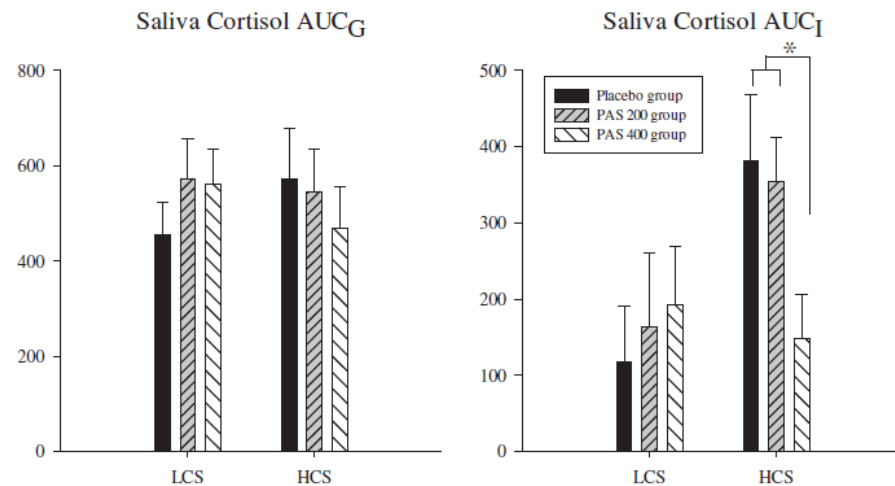 Saliva Cortisol AUCG
800
600
400
200
0
LCS
HCS
Saliva Cortisol AUCI
*
500
400
300
200
100
0
Placebo group
PAS 200 group
PAS 400 group
LCS
HCS